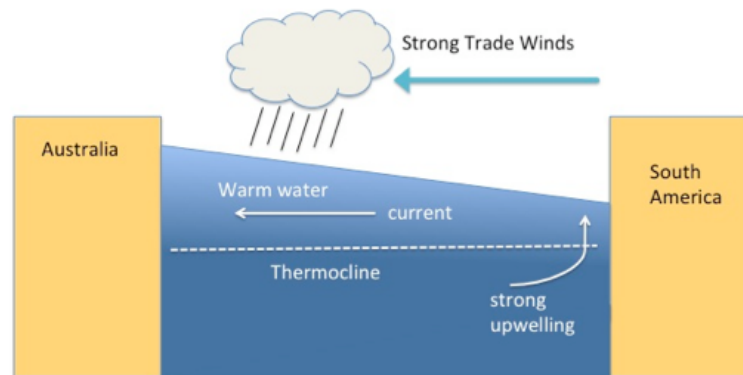 Strong Trade Winds
Australia
South
America
Warm water
current
Thermocline
strong
upwelling